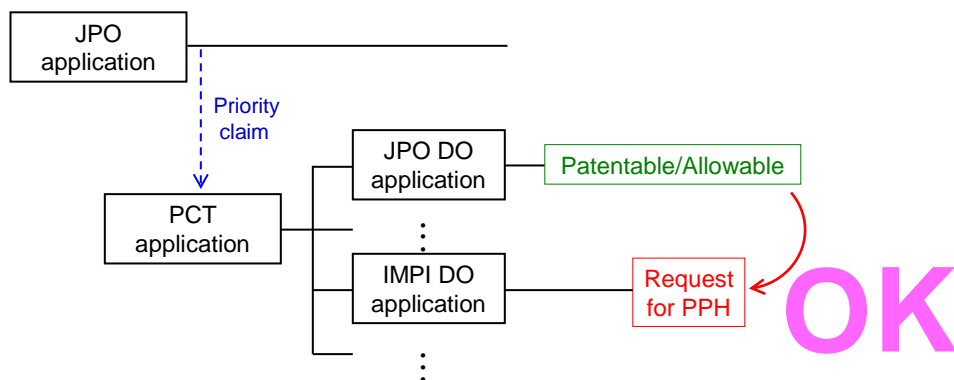 JPO
application
Priority
claim
JPO DO
application
Patentable/Allowable
PCT
application
⋮
IMPI DO
application
Request
for PPH
OK
⋮